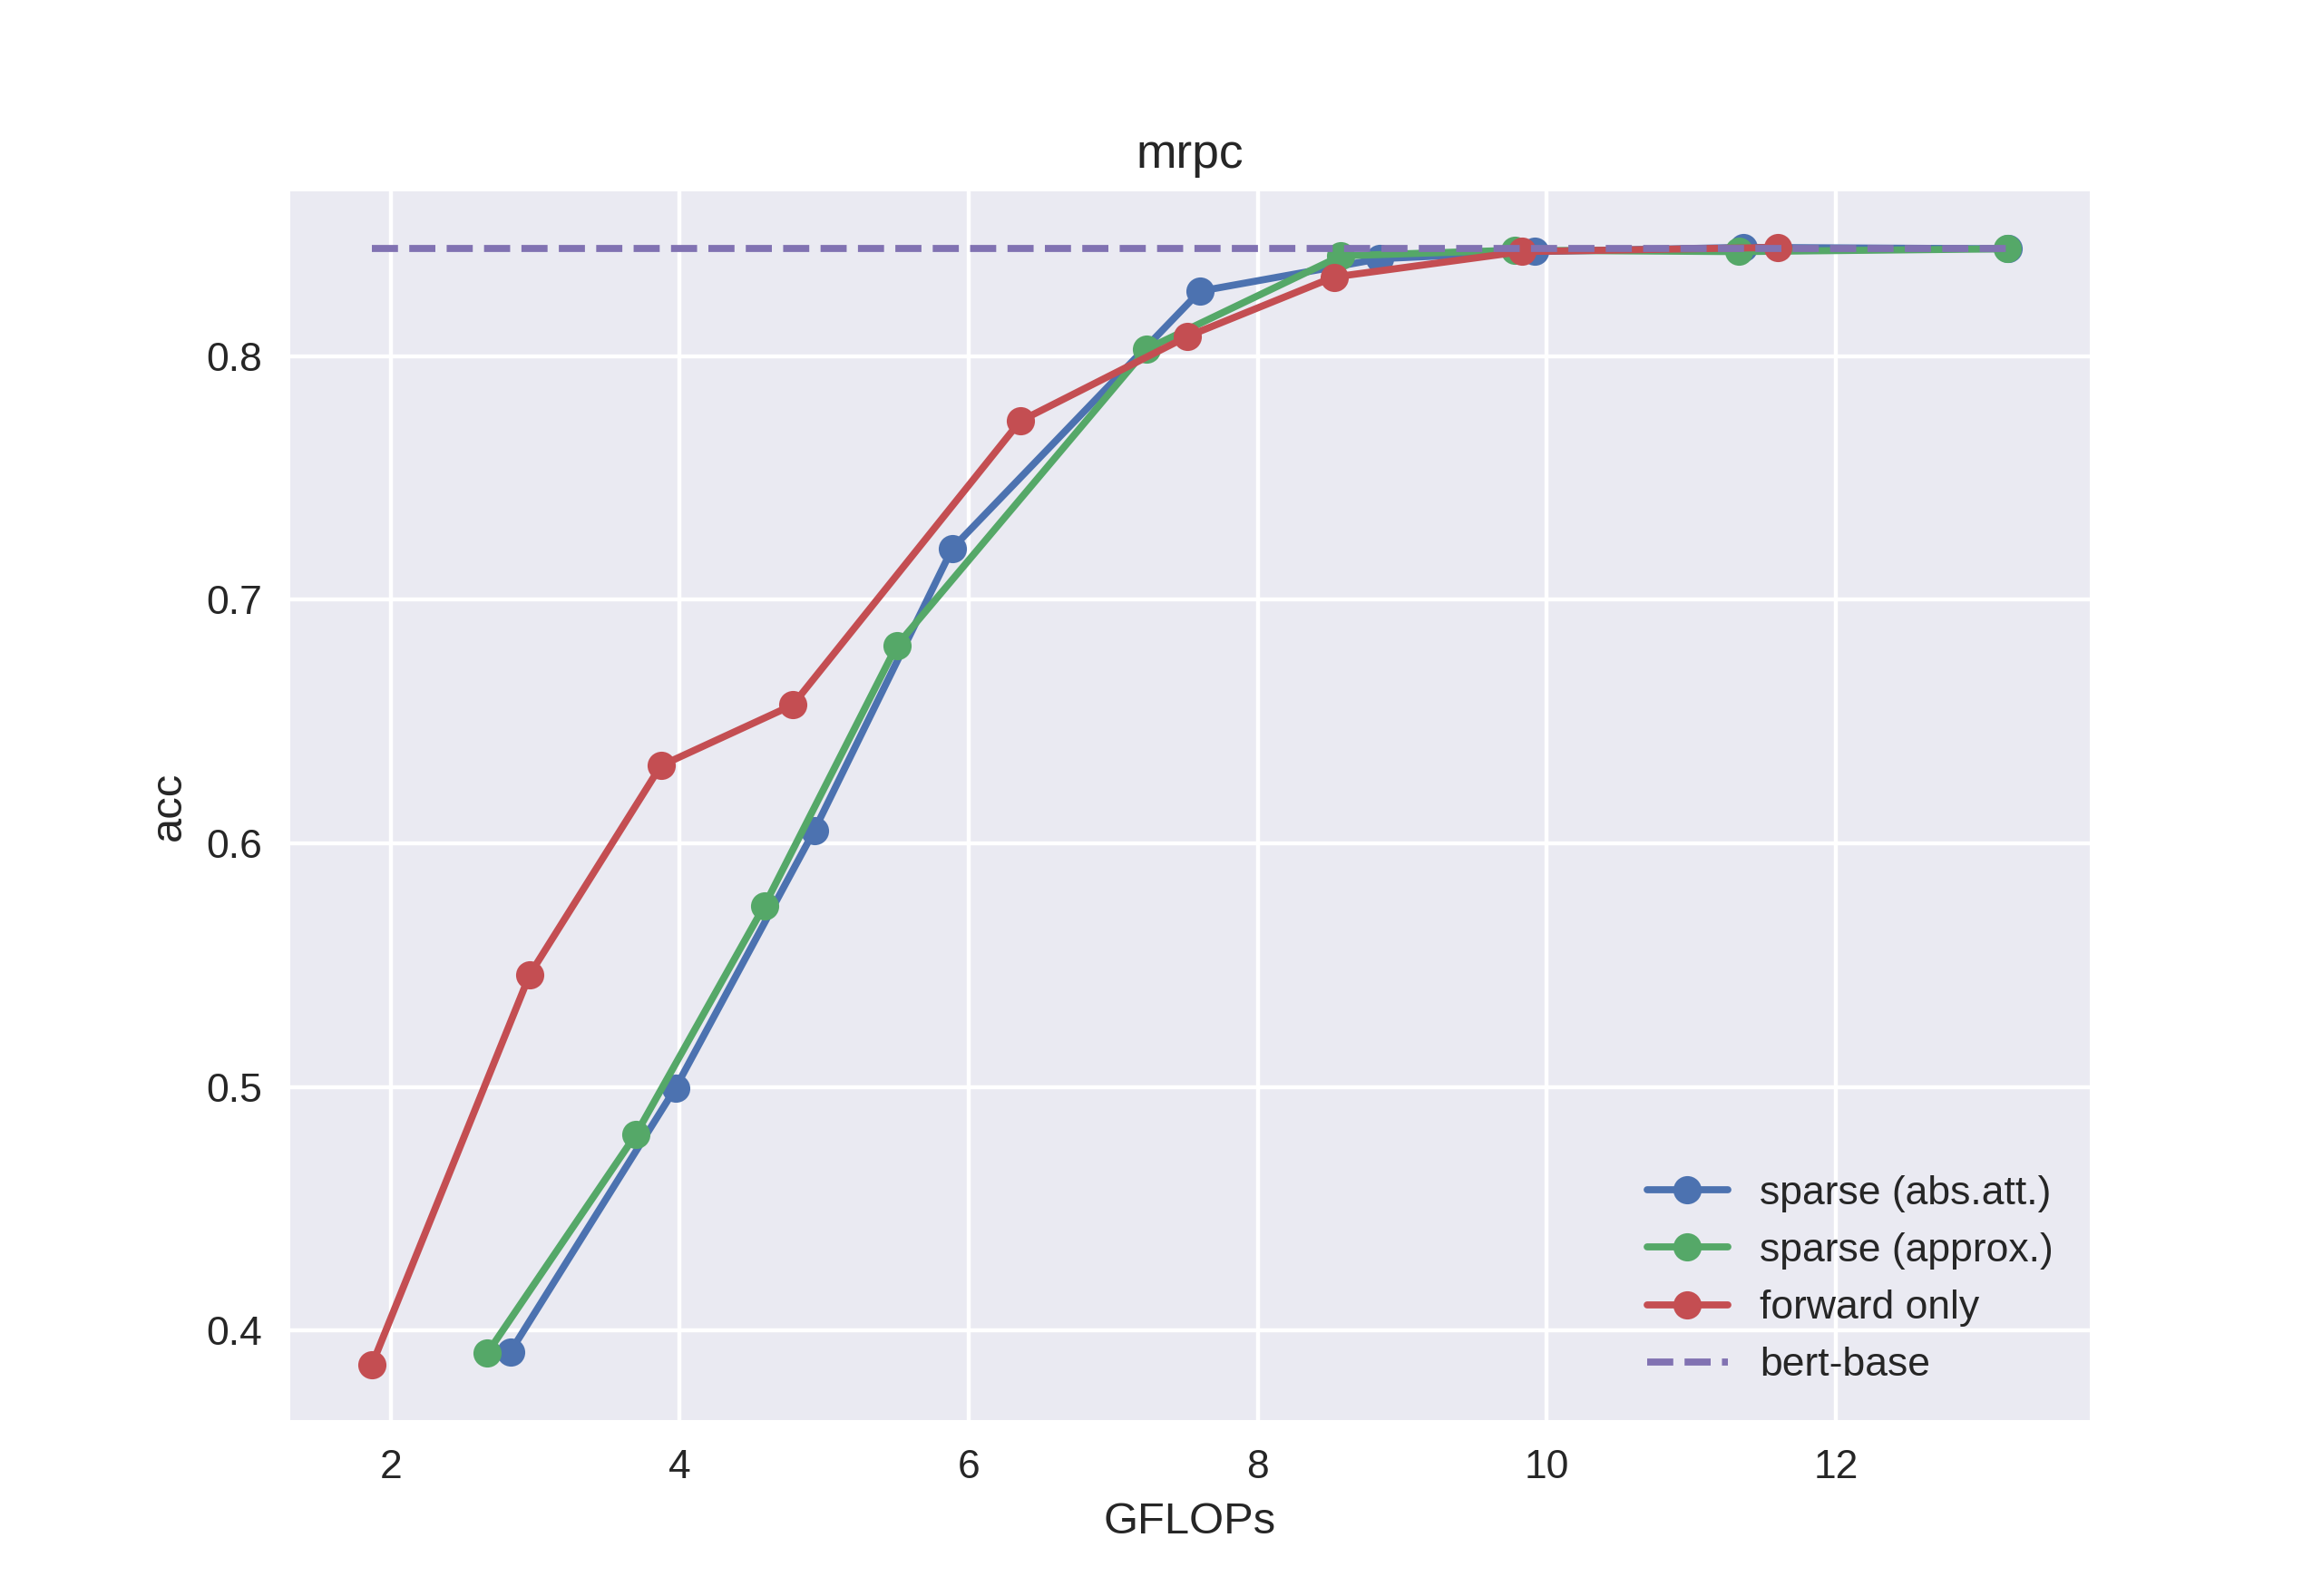 mrpc
0.8
0.7
0.6
0.5
0.4
acc
sparse (abs.att.)
sparse (approx.)
forward only
bert-base
2 4 6 8 10 12
GFLOPs